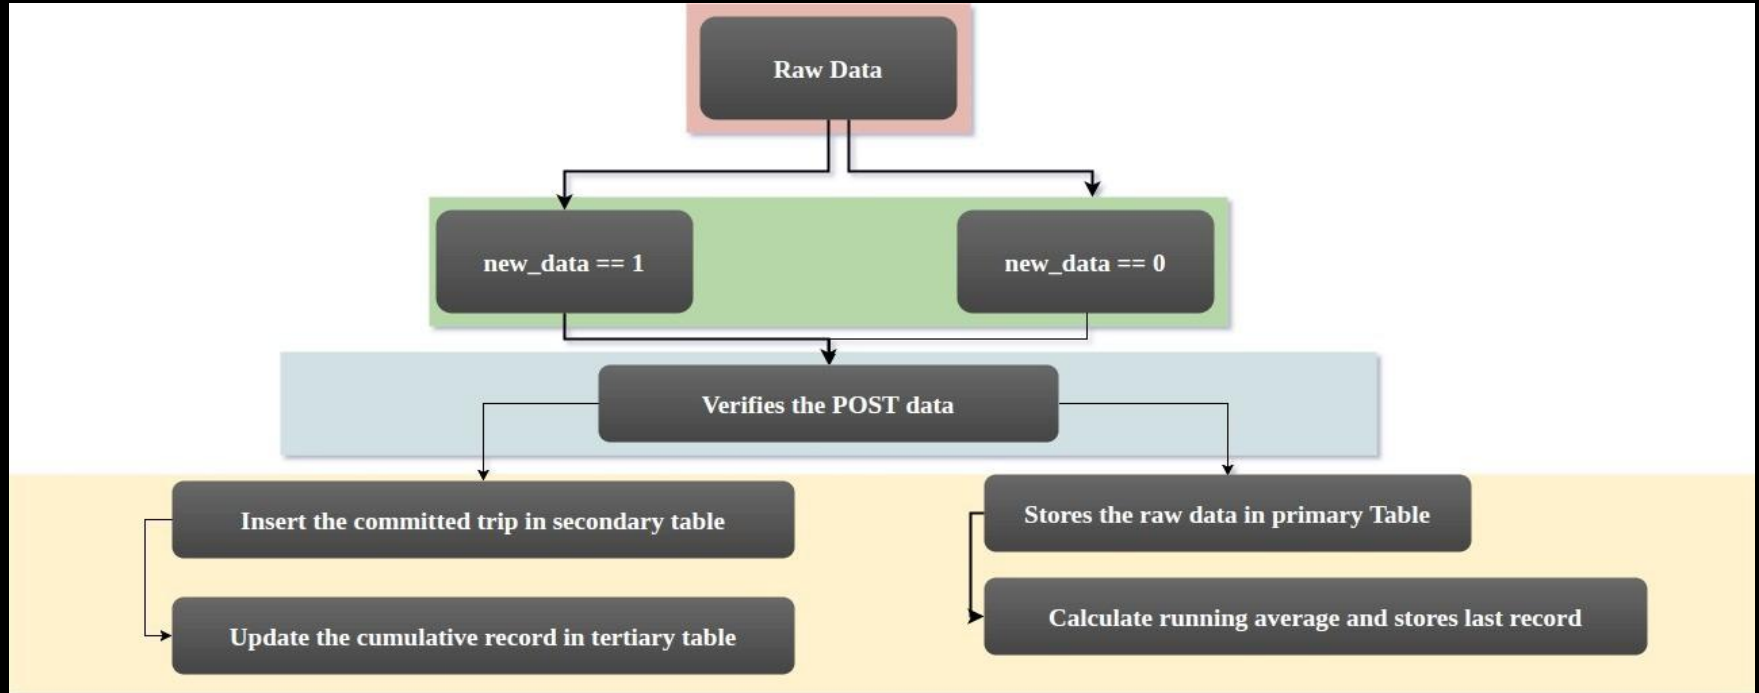 Raw Data
new_data == 1
new_data == 0
Verifies the POST data
Insert the committed trip in secondary table
Stores the raw data in primary Table
Update the cumulative record in tertiary table
Calculate running average and stores last record